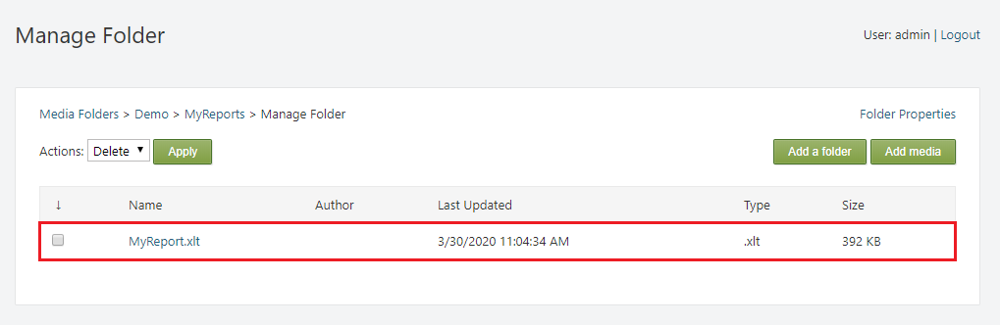 Manage Folder
User: admin | Logout
Media Folders > Demo > MyReports > Manage Folder
Folder Properties
Actions: Delete Apply
Add a folder Add media
↓ Name Author Last Updated Type Size
MyReport.xlt 3/30/2020 11:04:34 AM .xlt 392 KB